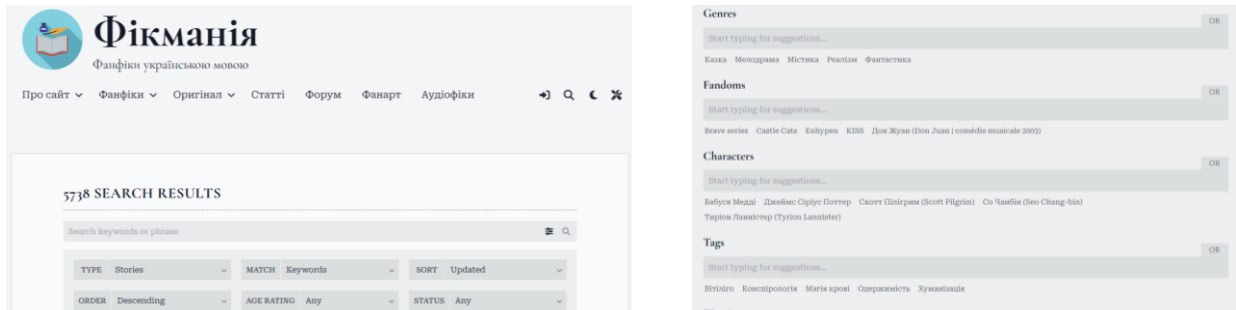 Фікманія
Фанфіки українською мовою
Про сайт Фанфіки Оригінал Статті Форум Фанарт Аудіофіки
5738 SEARCH RESULTS
Search keywords or phrase
TYPE Stories MATCH Keywords SORT Updated
ORDER Descending AGE RATING Any STATUS Any
Genres
OR
Start typing for suggestions...
Казка Мелодрама Містика Реалізм Фантастика
Fandoms
OR
Start typing for suggestions...
Brave series Castle Cats Enhypen KISS Дон Жуан (Don Juan | comédie musicale 2003)
Characters
OR
Start typing for suggestions...
Бабуся Медді Джеймс Сіріус Поттер Скотт Пілігрим (Scott Pilgrim) Со Чанбін (Seo Chang-bin)
Тиріон Ланністер (Tyrion Lannister)
Tags
OR
Start typing for suggestions...
Вітіліго Конспірологія Магія крові Одержимість Хуманізація